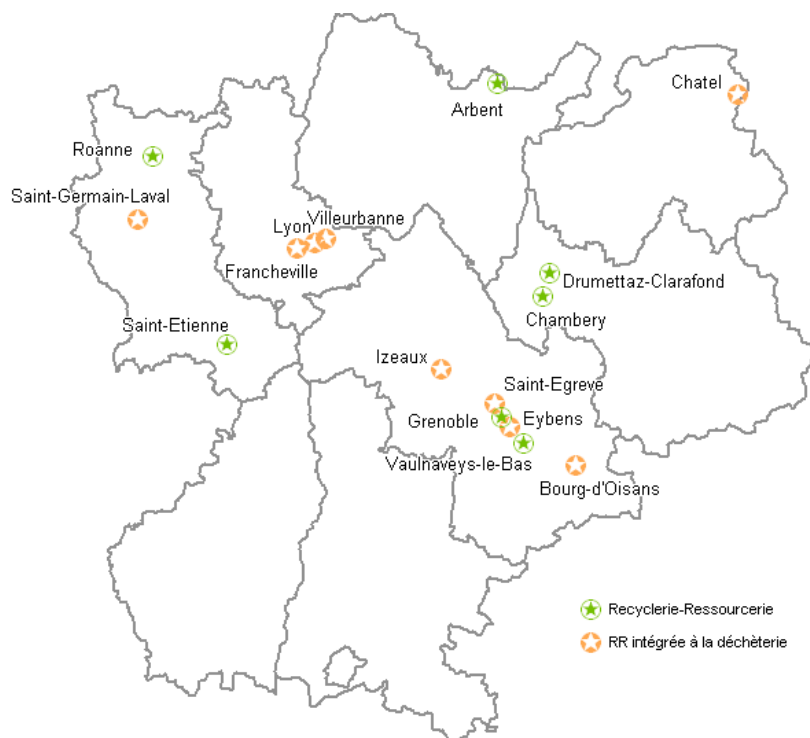 Chatel
Arbent
Roanne
Saint-Germain-Laval
Villeurbanne
Lyon
Francheville
Drumettaz-Clarafond
Chambery
Saint-Etienne
Izeaux
Saint-Egreve
Grenoble
Eybens
Vaulnaveys-le-Bas
Bourg-d'Oisans
Recyclerie-Ressourcerie
RR intégrée à la déchèterie